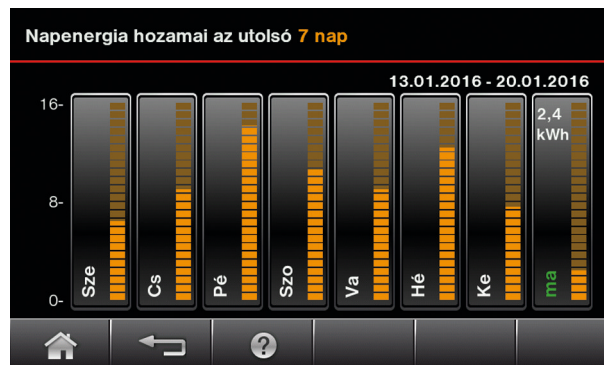 Napenergia hozamai az utolsó 7 nap
13.01.2016 - 20.01.2016
16-
8-
0-
Sze
Cs
Pé
Szo
Va
Hé
Ke
2,4
kWh
ma
?